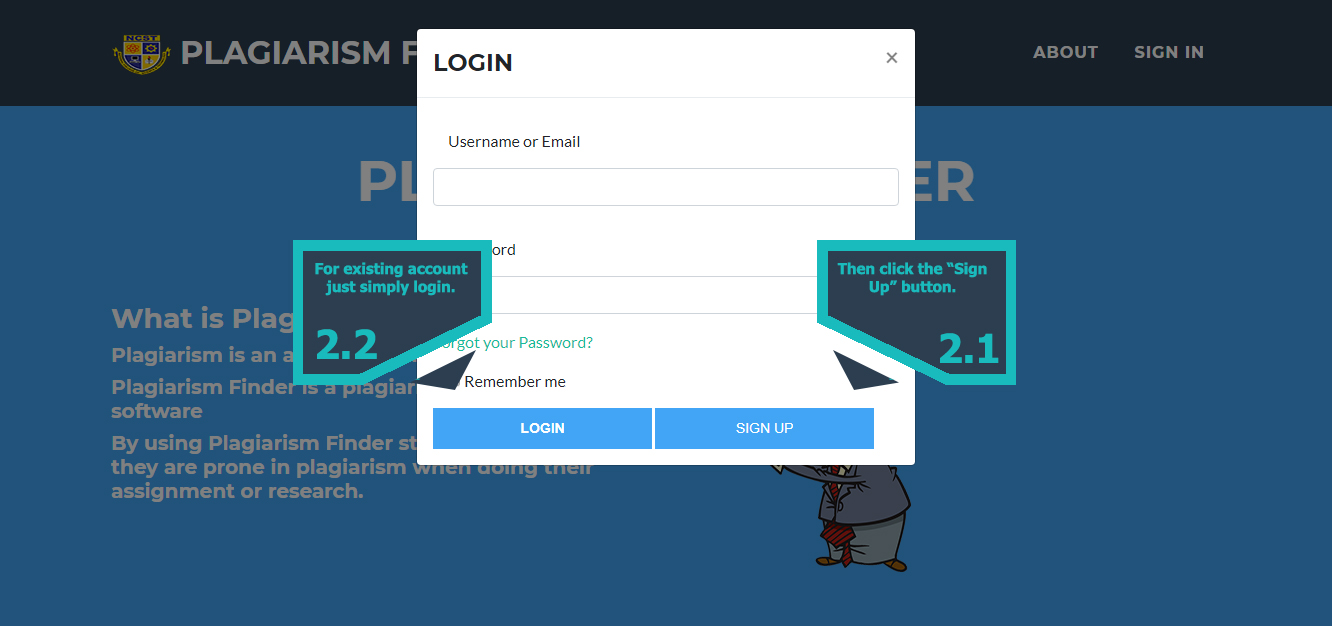 NCST
PLAGIARISM F
ABOUT
SIGN IN
LOGIN
×
Username or Email
PL
ER
ord
For existing account
just simply login.
2.2
Then click the “Sign
Up” button.
2.1
What is Plag
Plagiarism is an a
Plagiarism Finder is a plagiar
software
By using Plagiarism Finder st
they are prone in plagiarism when doing their
assignment or research.
orgot your Password?
Remember me
LOGIN
SIGN UP